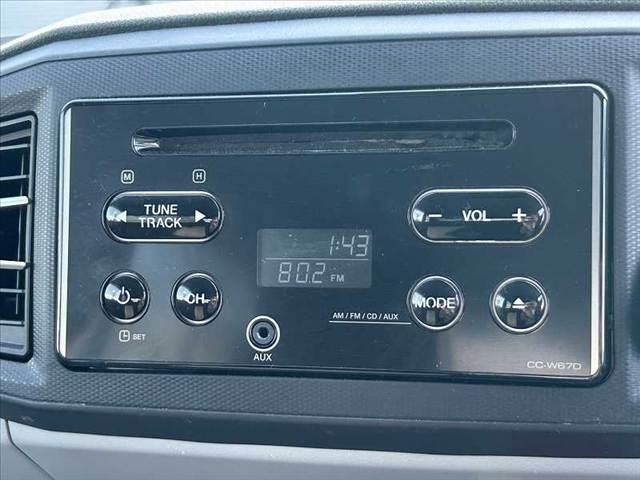 M H
TUNE
TRACK
- VOL +
1:43
80.2 FM
CH
MODE
AM / FM / CD / AUX
SET
AUX
CC-W67D